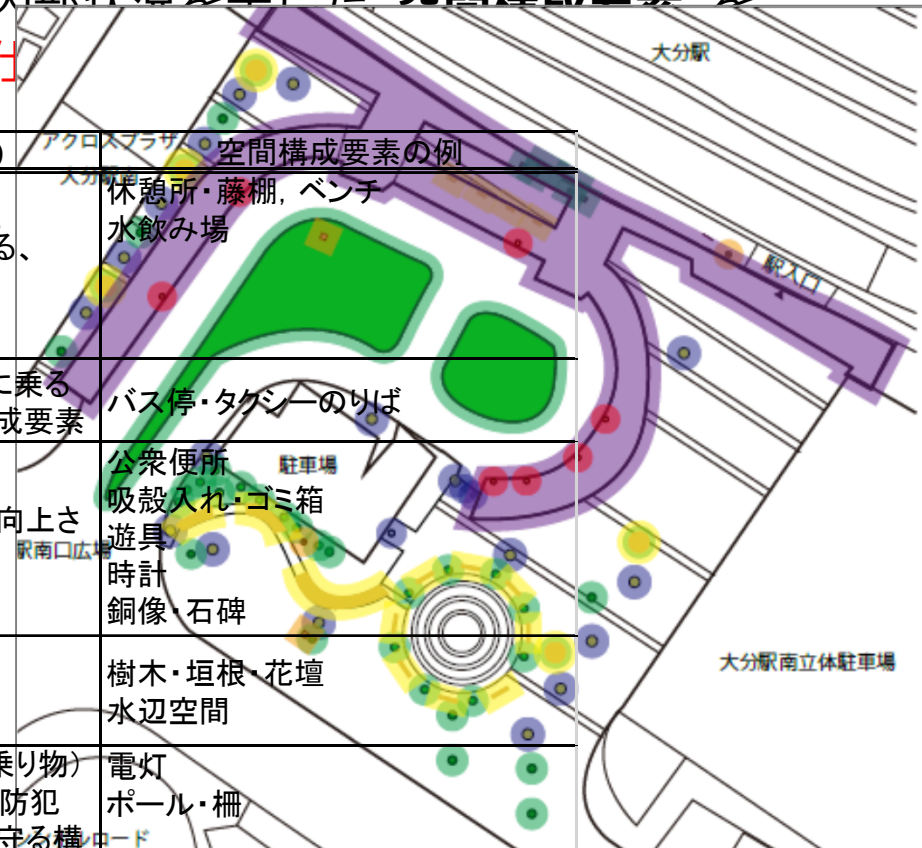 大分駅
付
アクロスプラザ
大分駅南
空間構成要素の例
休憩所・藤棚, ベンチ
水飲み場
る、
駅入口
に乗る
成要素
バス停・タクシーのりば
駐車場
公衆便所
吸殻入れ・ゴミ箱
遊具
時計
銅像・石碑
向上さ
駅南口広場
大分駅南立体駐車場
樹木・垣根・花壇
水辺空間
乗り物）
防犯
守る構
電灯
ポール・柵
ルロード